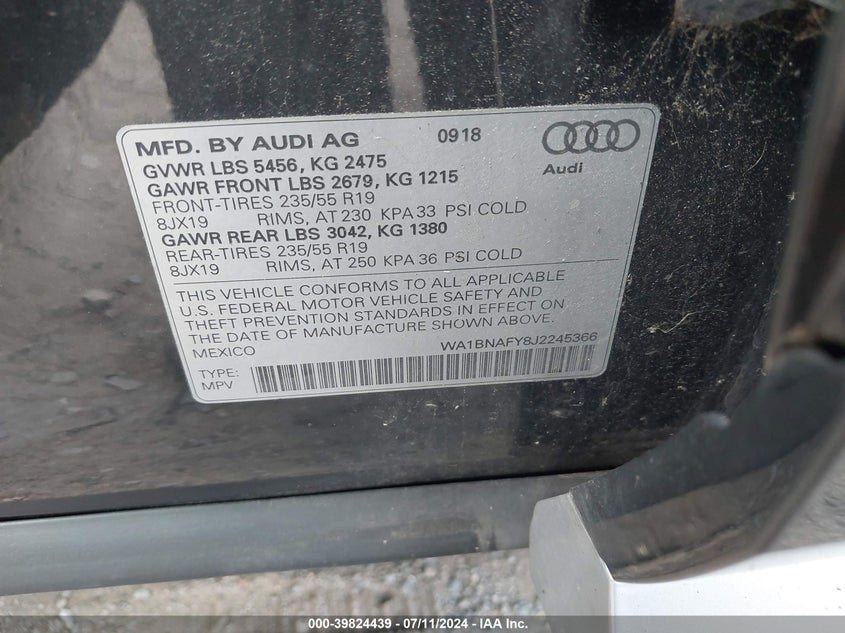 MFD. BY AUDI AG 0918
GVWR LBS 5456, KG 2475
GAWR FRONT LBS 2679, KG 1215
FRONT-TIRES 235/55 R19
8JX19 RIMS, AT 230 KPA 33 PSI COLD
GAWR REAR LBS 3042, KG 1380
REAR-TIRES 235/55 R19
8JX19 RIMS, AT 250 KPA 36 PSI COLD
Audi
THIS VEHICLE CONFORMS TO ALL APPLICABLE
U.S. FEDERAL MOTOR VEHICLE SAFETY AND
THEFT PREVENTION STANDARDS IN EFFECT ON
THE DATE OF MANUFACTURE SHOWN ABOVE.
MEXICO WA1BNAFY8J2245366
TYPE:
MPV
000-39824439 - 07/11/2024 - IAAI.COM